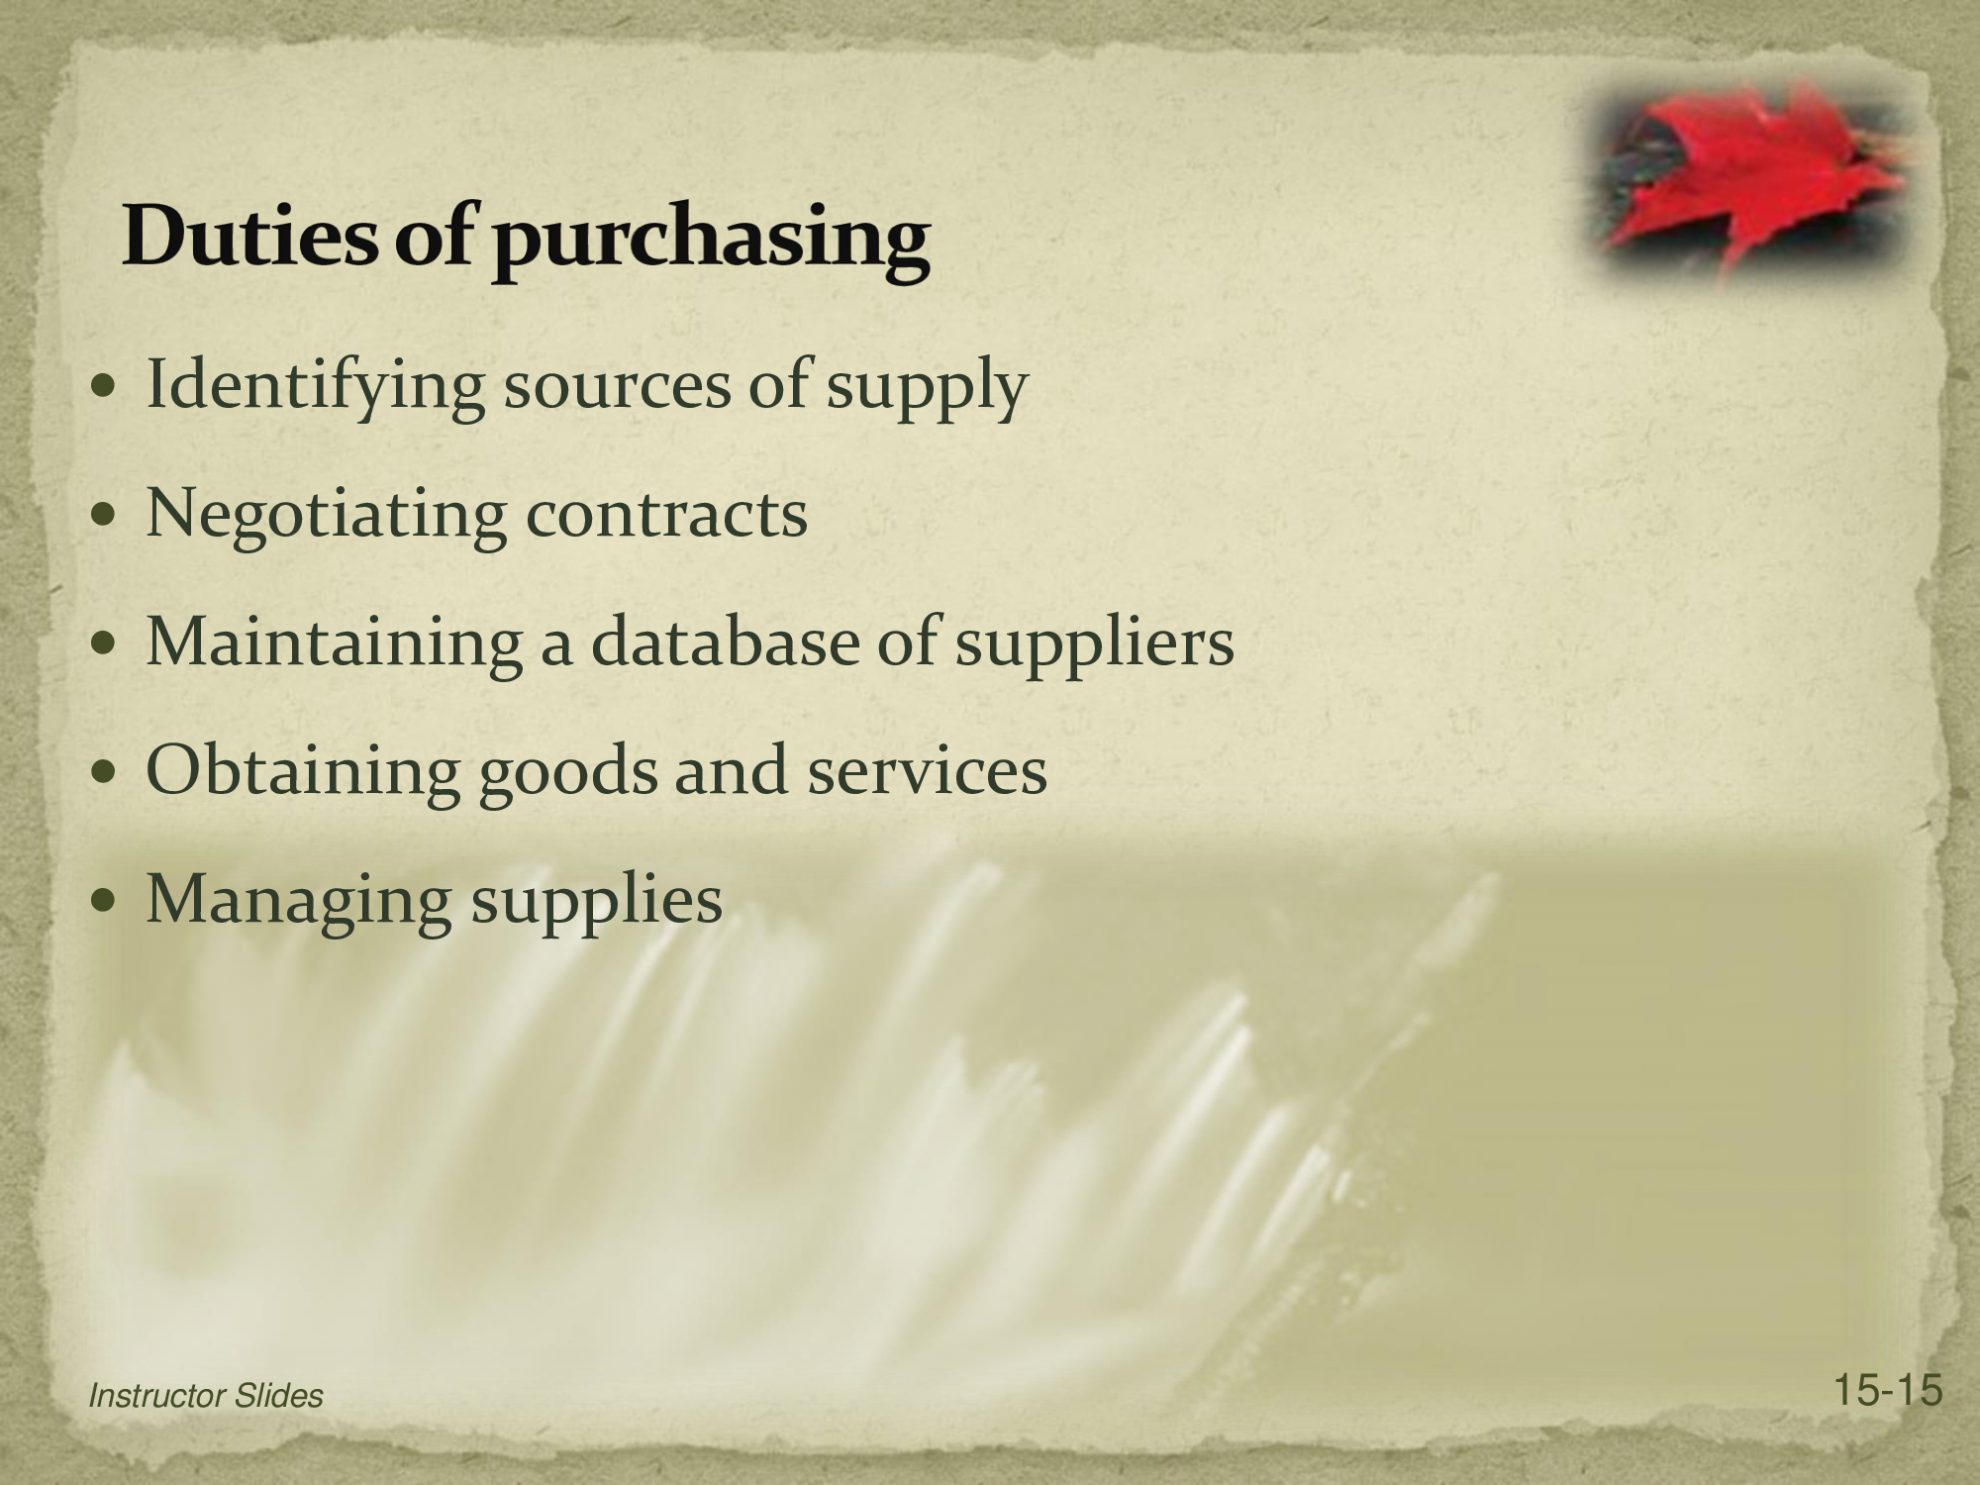 Duties of purchasing
• Identifying sources of supply
• Negotiating contracts
• Maintaining a database of suppliers
• Obtaining goods and services
• Managing supplies
Instructor Slides
15-15